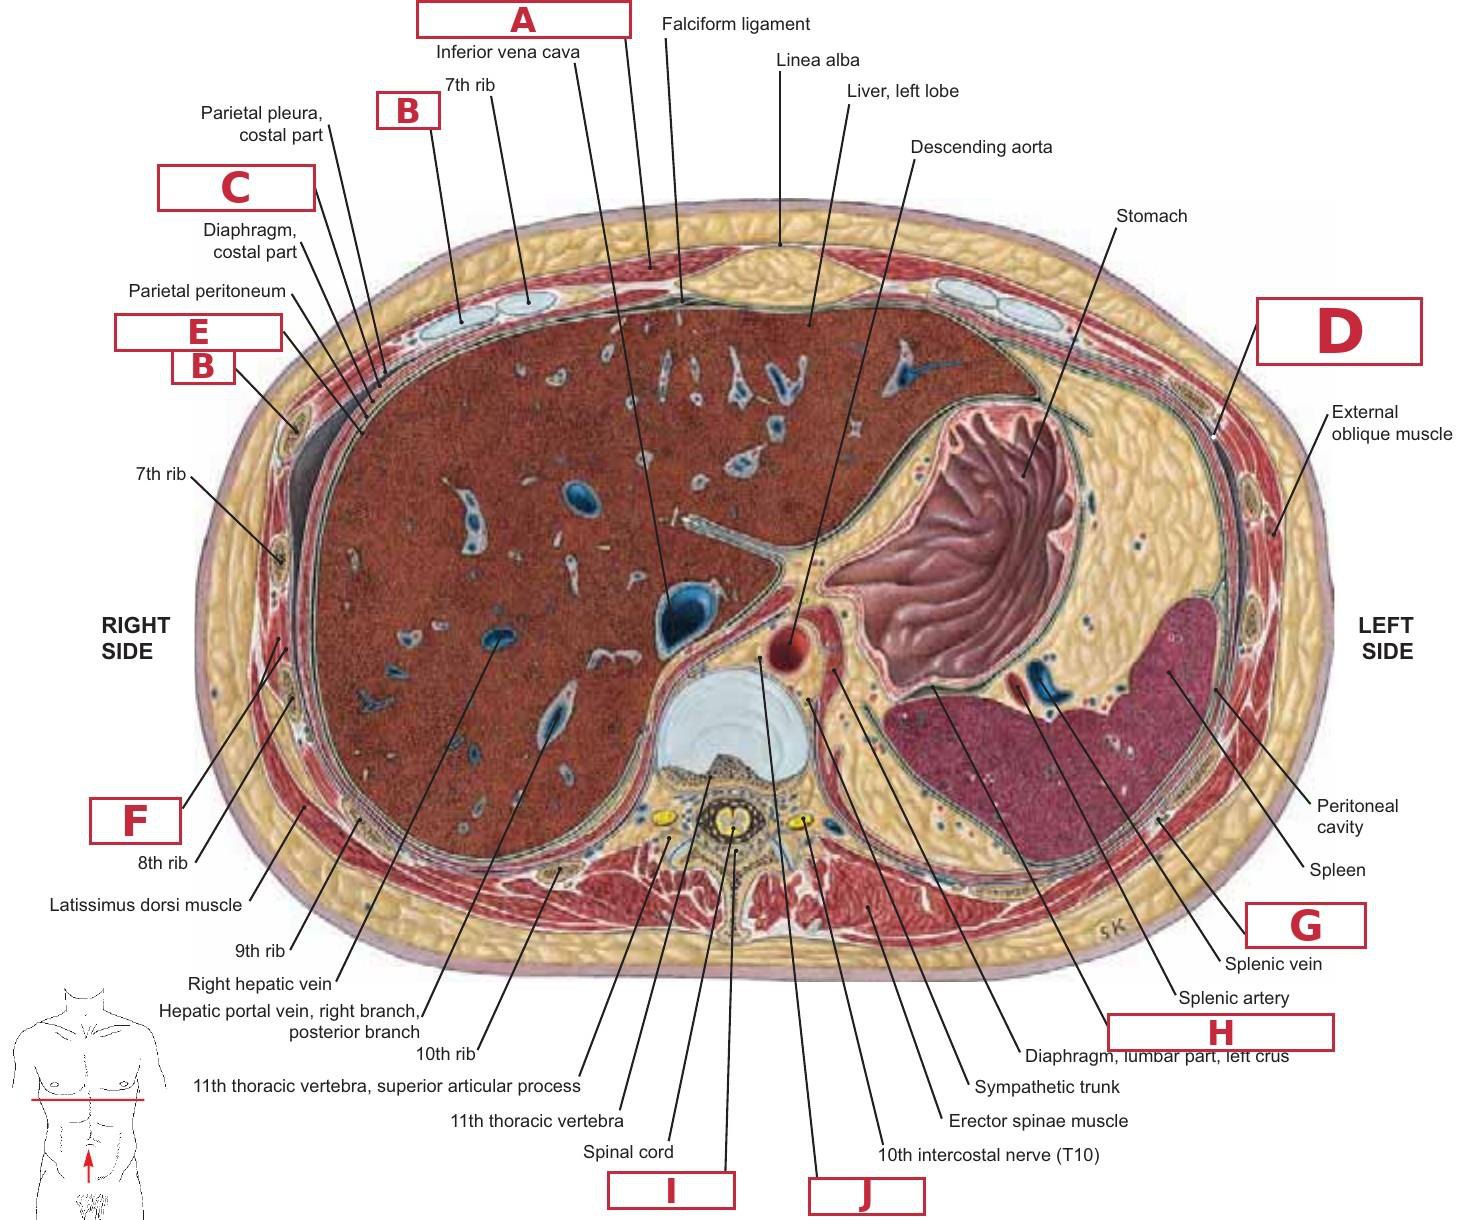 A
Falciform ligament
Inferior vena cava
Linea alba
7th rib
Liver, left lobe
B
Parietal pleura,
costal part
Descending aorta
C
Stomach
Diaphragm,
costal part
Parietal peritoneum
E
D
B
External
oblique muscle
7th rib
RIGHT
SIDE
LEFT
SIDE
F
Peritoneal
cavity
8th rib
Spleen
Latissimus dorsi muscle
G
SK
9th rib
Splenic vein
Right hepatic vein
Splenic artery
Hepatic portal vein, right branch,
posterior branch
H
10th rib
Diaphragm, lumbar part, left crus
11th thoracic vertebra, superior articular process
Sympathetic trunk
11th thoracic vertebra
Erector spinae muscle
Spinal cord
10th intercostal nerve (T10)
I
J